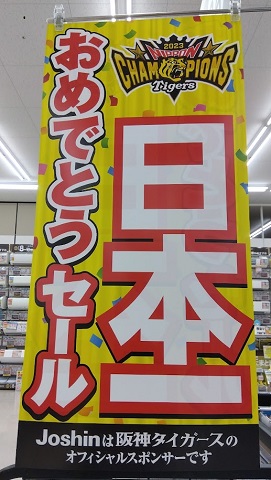 2023
NIPPON
CHAMPIONS
Tigers
日本一
おめでとう
セール
Joshinは阪神タイガースの
オフィシャルスポンサーです